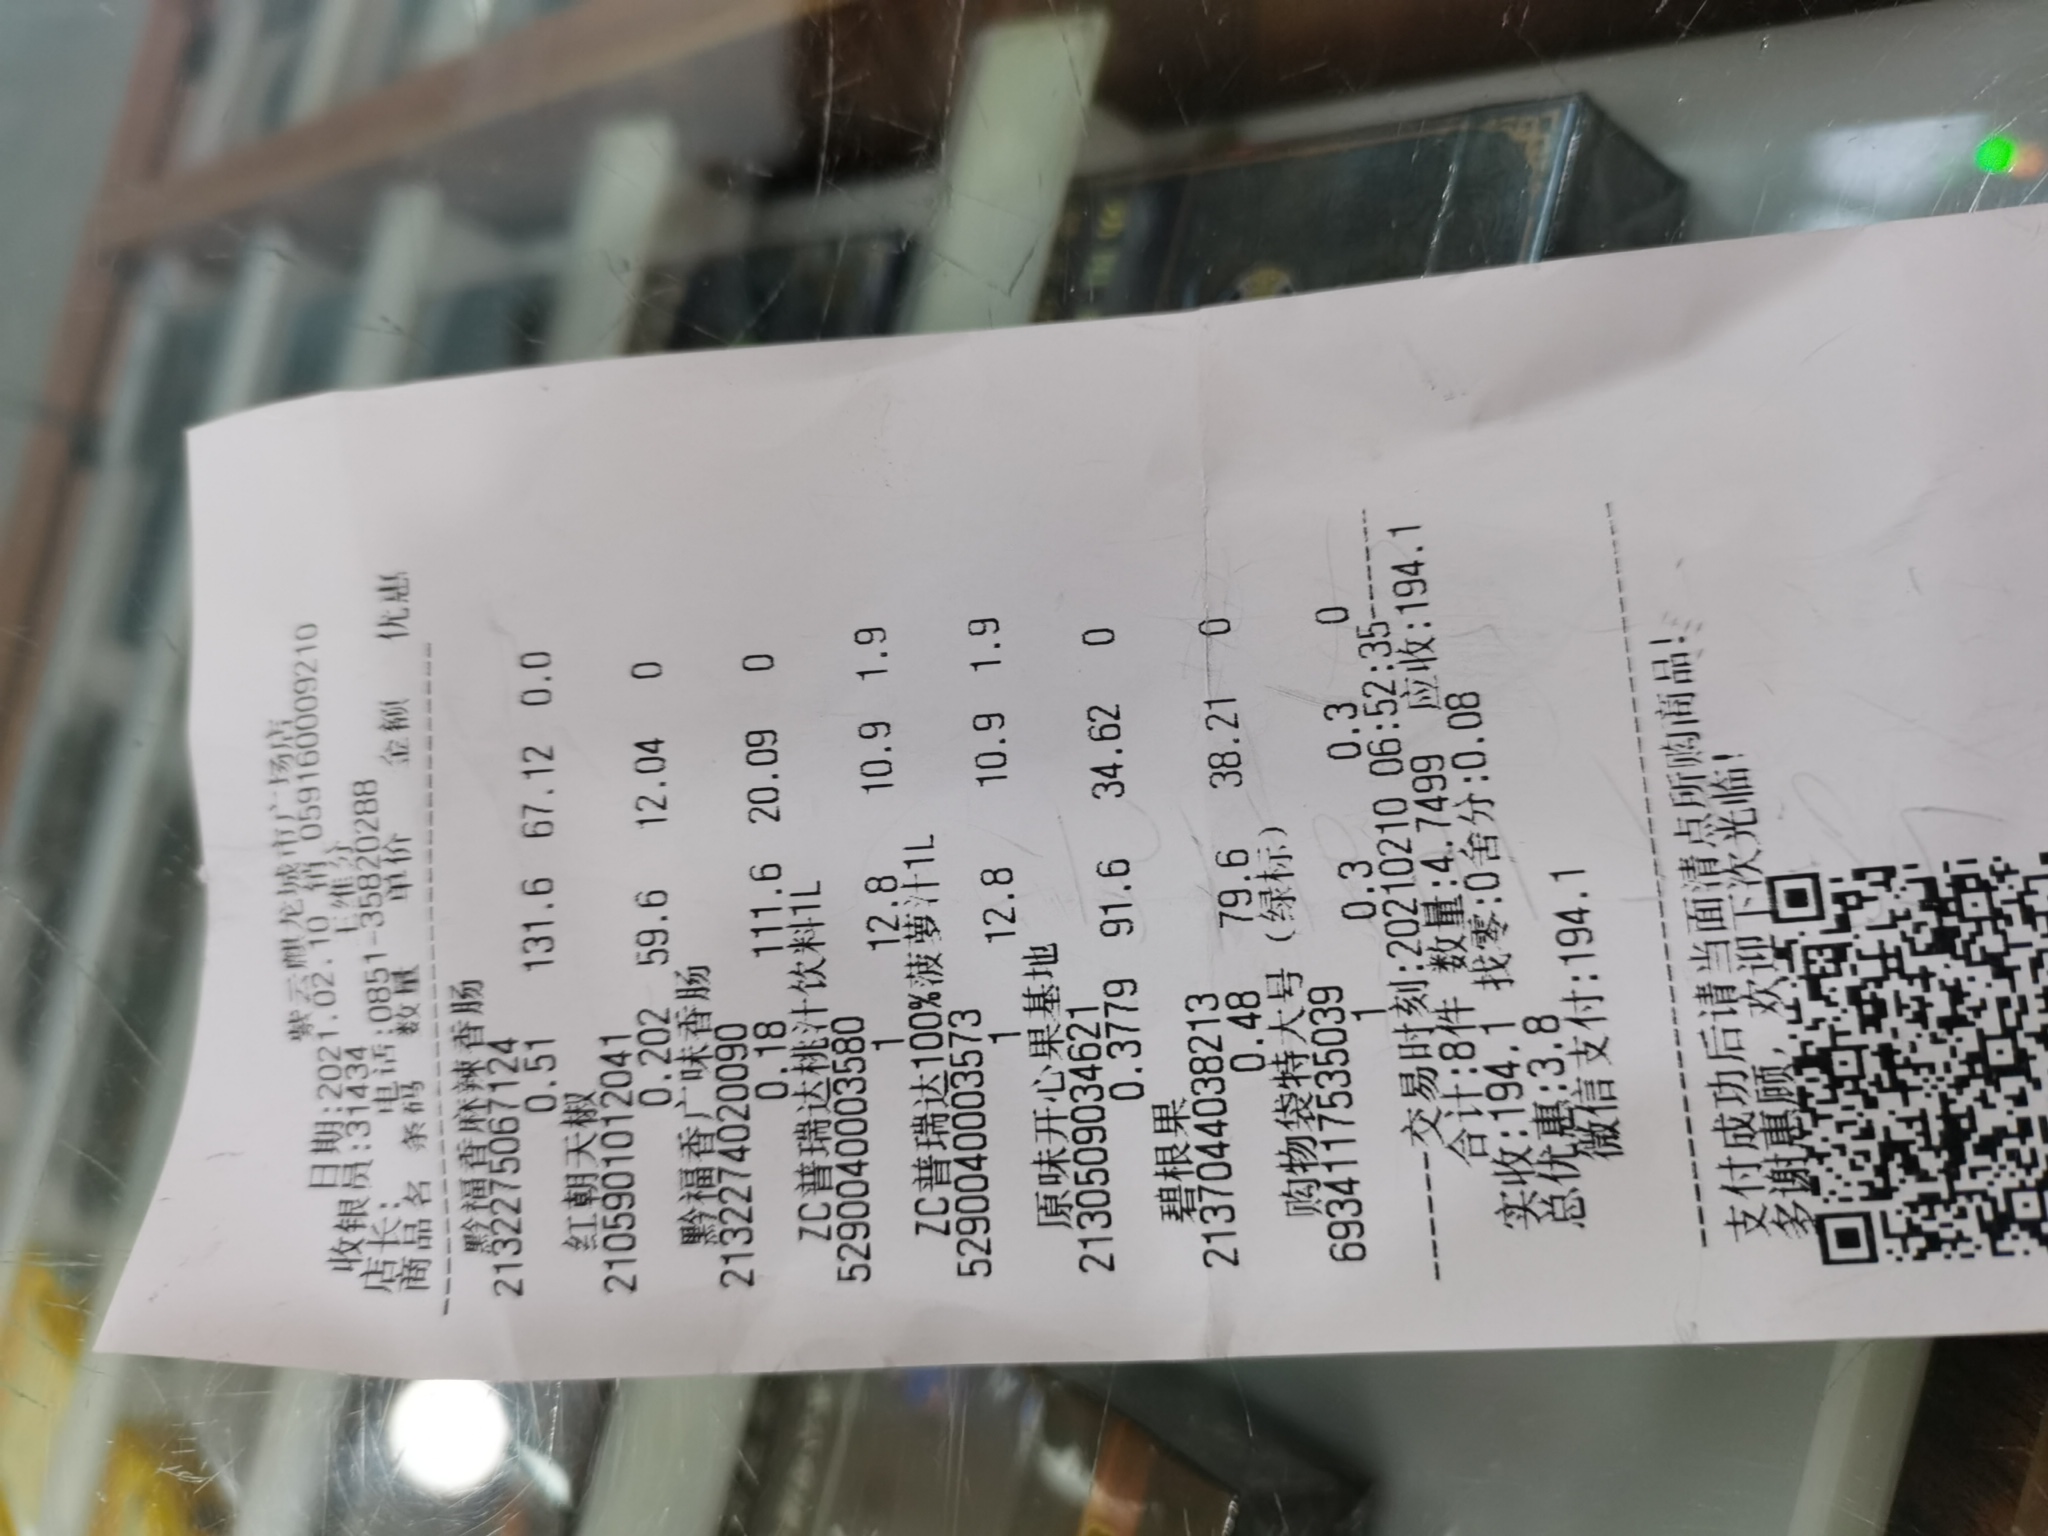 紫云麒龙城市广场店
日期:2021.02.10 销 0591600009210
收银员:31434 王维芬
店长: 电话:0851-35820288
商品名 条码 数量 单价 金额 优惠
黔福香麻辣香肠
2132275067124
0.51 131.6 67.12 0.0
红朝天椒
2105901012041
0.202 59.6 12.04 0
黔福香广味香肠
2132274020090
0.18 111.6 20.09 0
ZC普瑞达桃汁饮料1L
5290040003580
1 12.8 10.9 1.9
ZC普瑞达100%菠萝汁1L
5290040003573
1 12.8 10.9 1.9
原味开心果基地
2130509034621
0.3779 91.6 34.62 0
碧根果
2137044038213
0.48 79.6 38.21 0
购物袋特大号(绿标)
6934117535039
1 0.3 0.3 0
------交易时刻:20210210 06:52:35------
合计:8件 数量:4.7499 应收:194.1
实收:194.1 找零:0舍分:0.08
总优惠:3.8
微信支付:194.1
支付成功后请当面清点所购商品!
多谢惠顾, 欢迎下次光临!